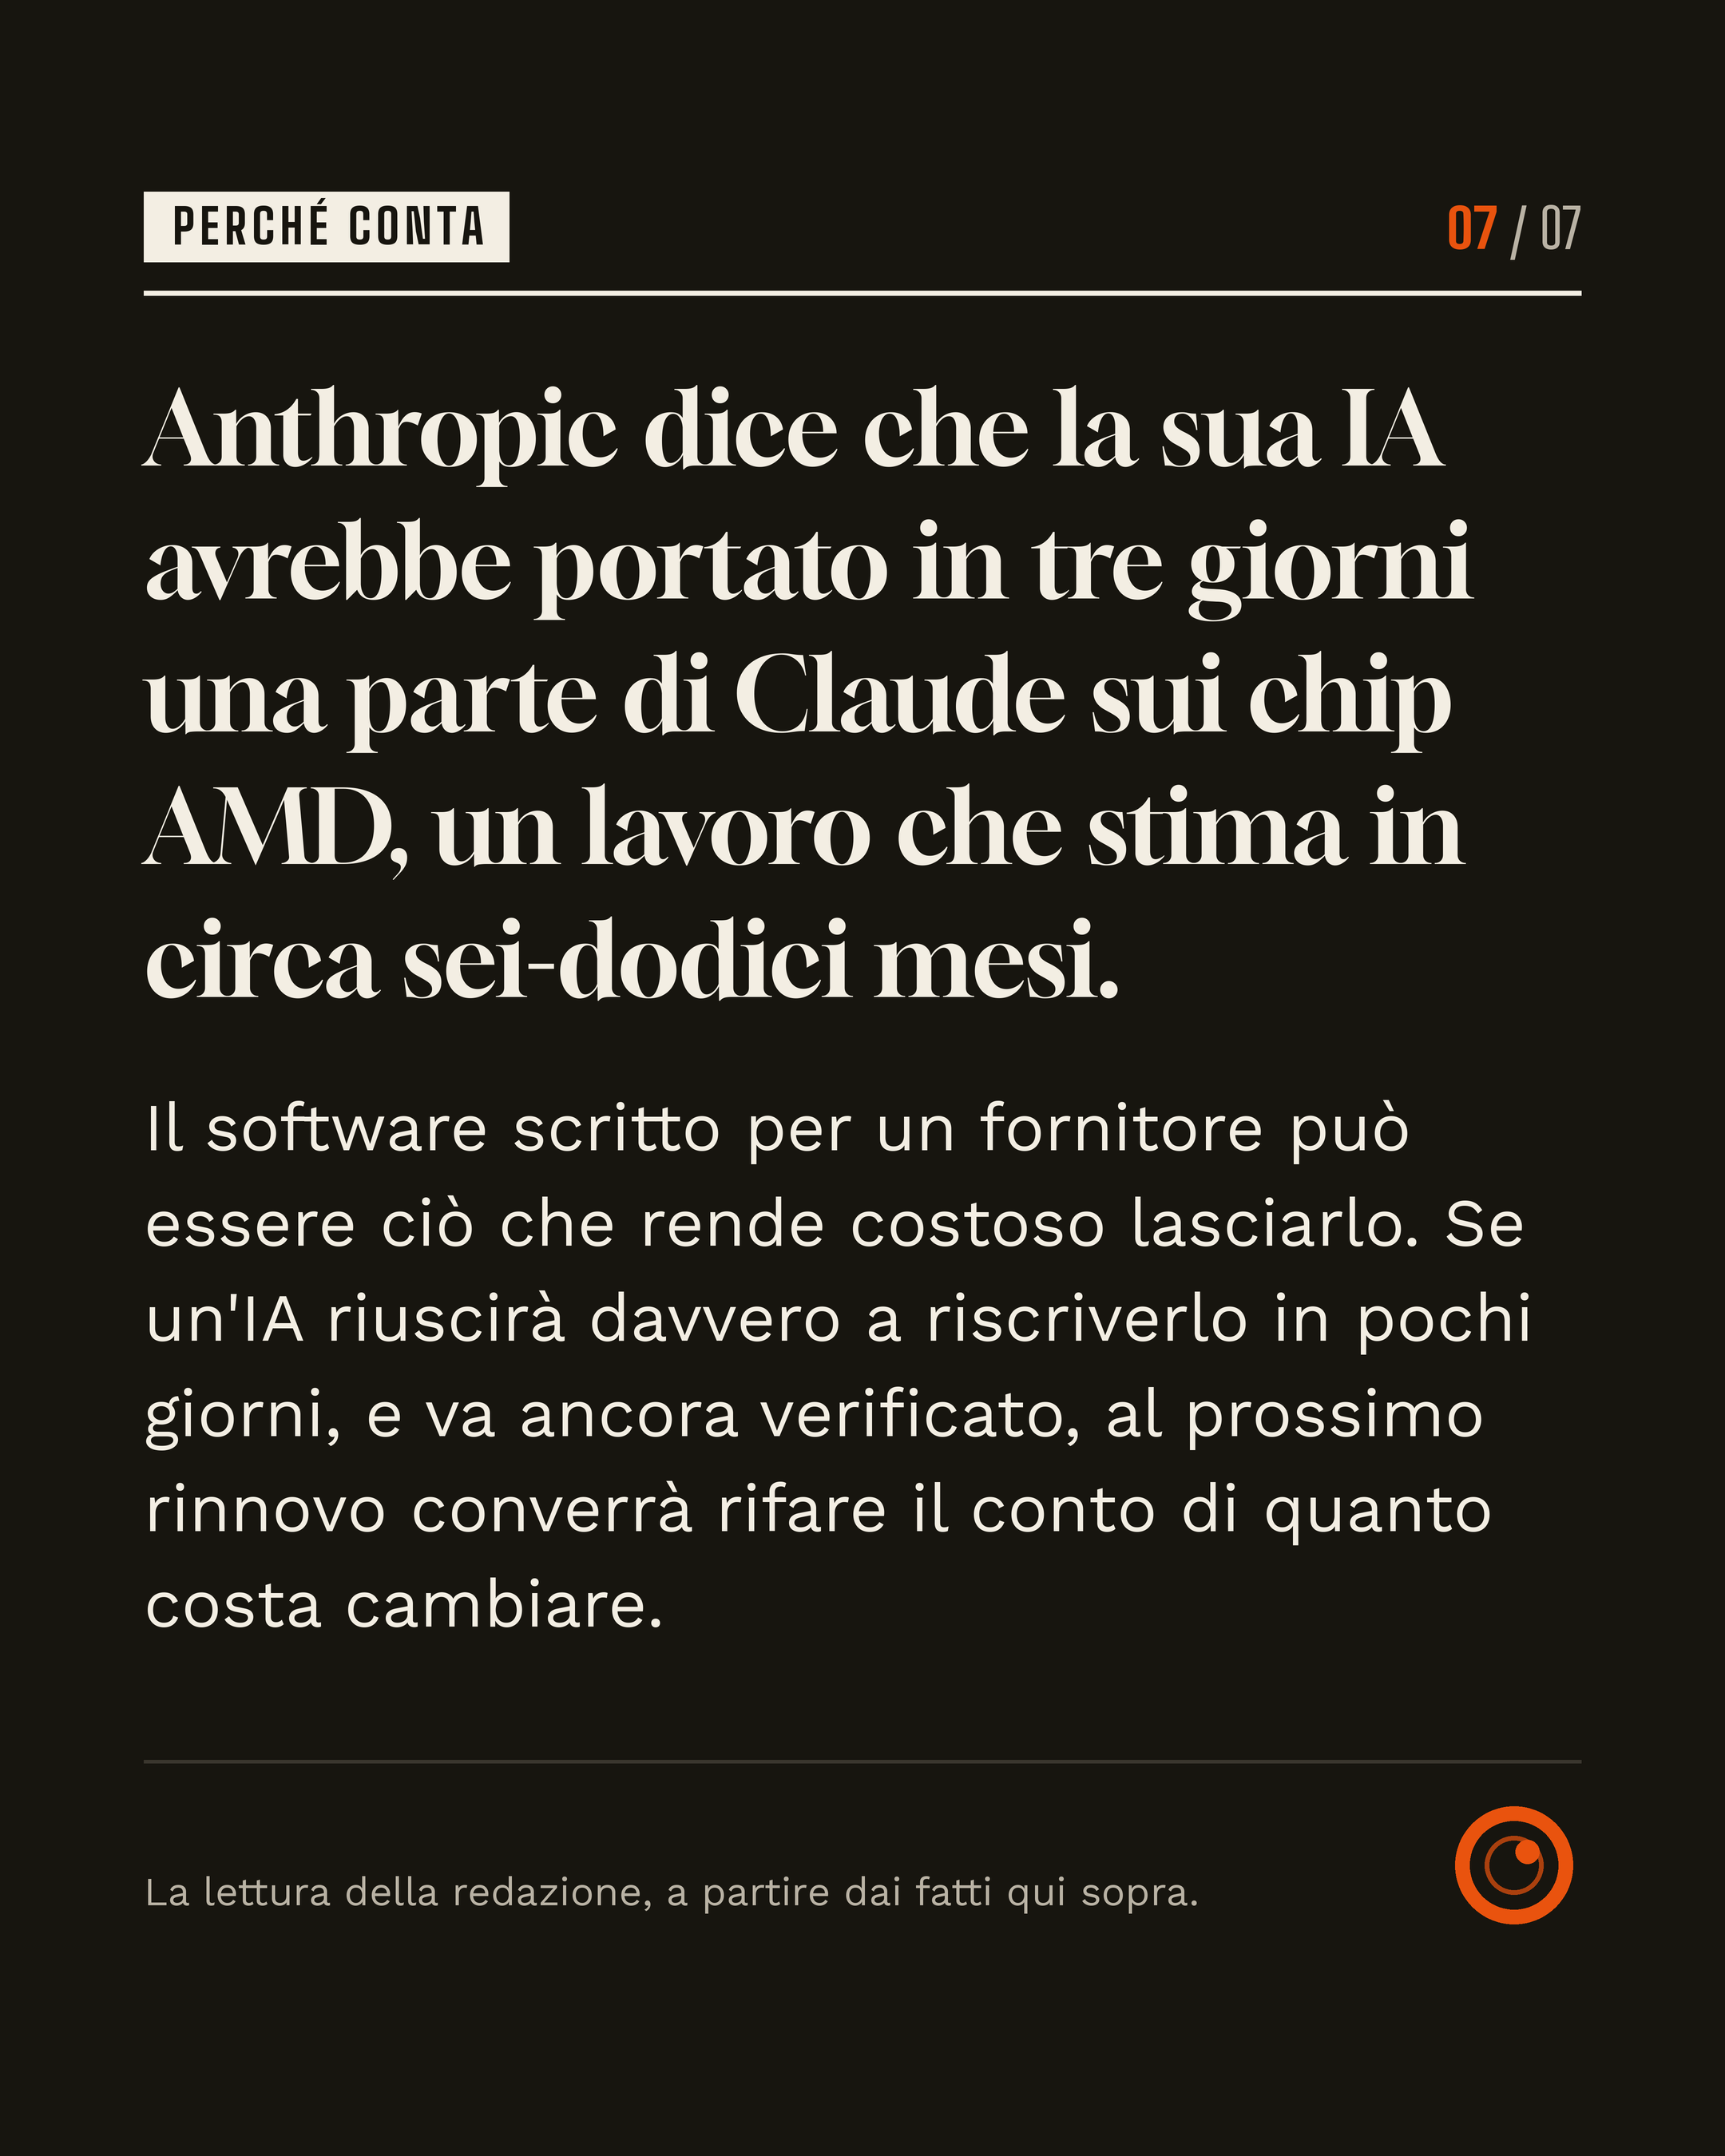 PERCHÉ CONTA
07 / 07
Anthropic dice che la sua IA
avrebbe portato in tre giorni
una parte di Claude sui chip
AMD, un lavoro che stima in
circa sei-dodici mesi.
Il software scritto per un fornitore può
essere ciò che rende costoso lasciarlo. Se
un'IA riuscirà davvero a riscriverlo in pochi
giorni, e va ancora verificato, al prossimo
rinnovo converrà rifare il conto di quanto
costa cambiare.
La lettura della redazione, a partire dai fatti qui sopra.